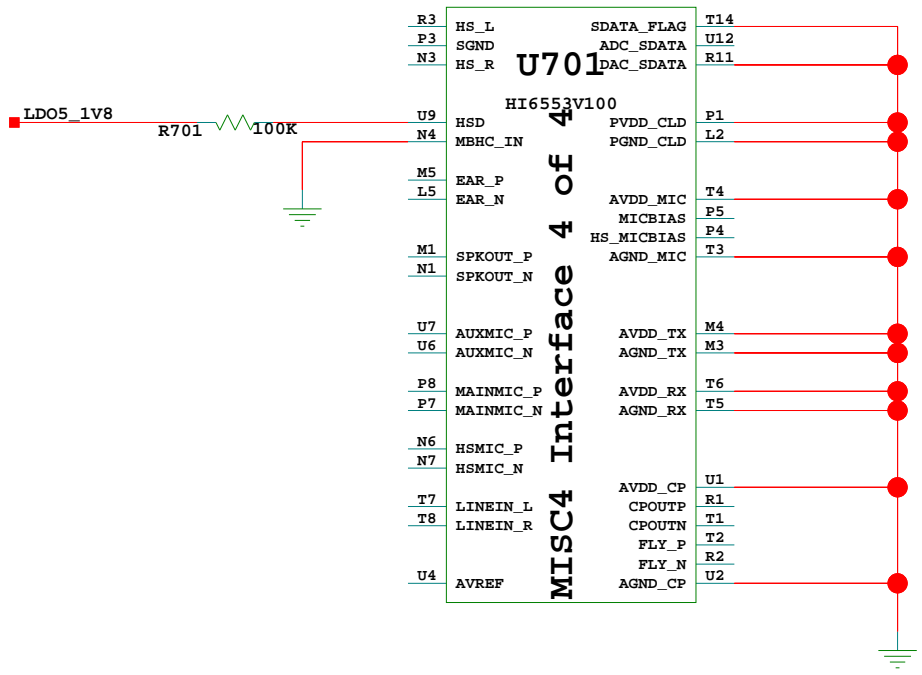 R3 HS_L SDATA_FLAG T14
P3 SGND ADC_SDATA U12
N3 HS_R DAC_SDATA R11
U701
HI6553V100
LDO5_1V8
R701 100K
U9 HSD PVDD_CLD P1
N4 MBHC_IN PGND_CLD L2
M5 EAR_P
L5 EAR_N AVDD_MIC T4
MICBIAS P5
HS_MICBIAS P4
M1 SPKOUT_P AGND_MIC T3
N1 SPKOUT_N
U7 AUXMIC_P AVDD_TX M4
U6 AUXMIC_N AGND_TX M3
P8 MAINMIC_P AVDD_RX T6
P7 MAINMIC_N AGND_RX T5
N6 HSMIC_P
N7 HSMIC_N
AVDD_CP U1
T7 LINEIN_L CPOUTP R1
T8 LINEIN_R CPOUTN T1
FLY_P T2
FLY_N R2
U4 AVREF AGND_CP U2
MISC4 Interface 4 of 4